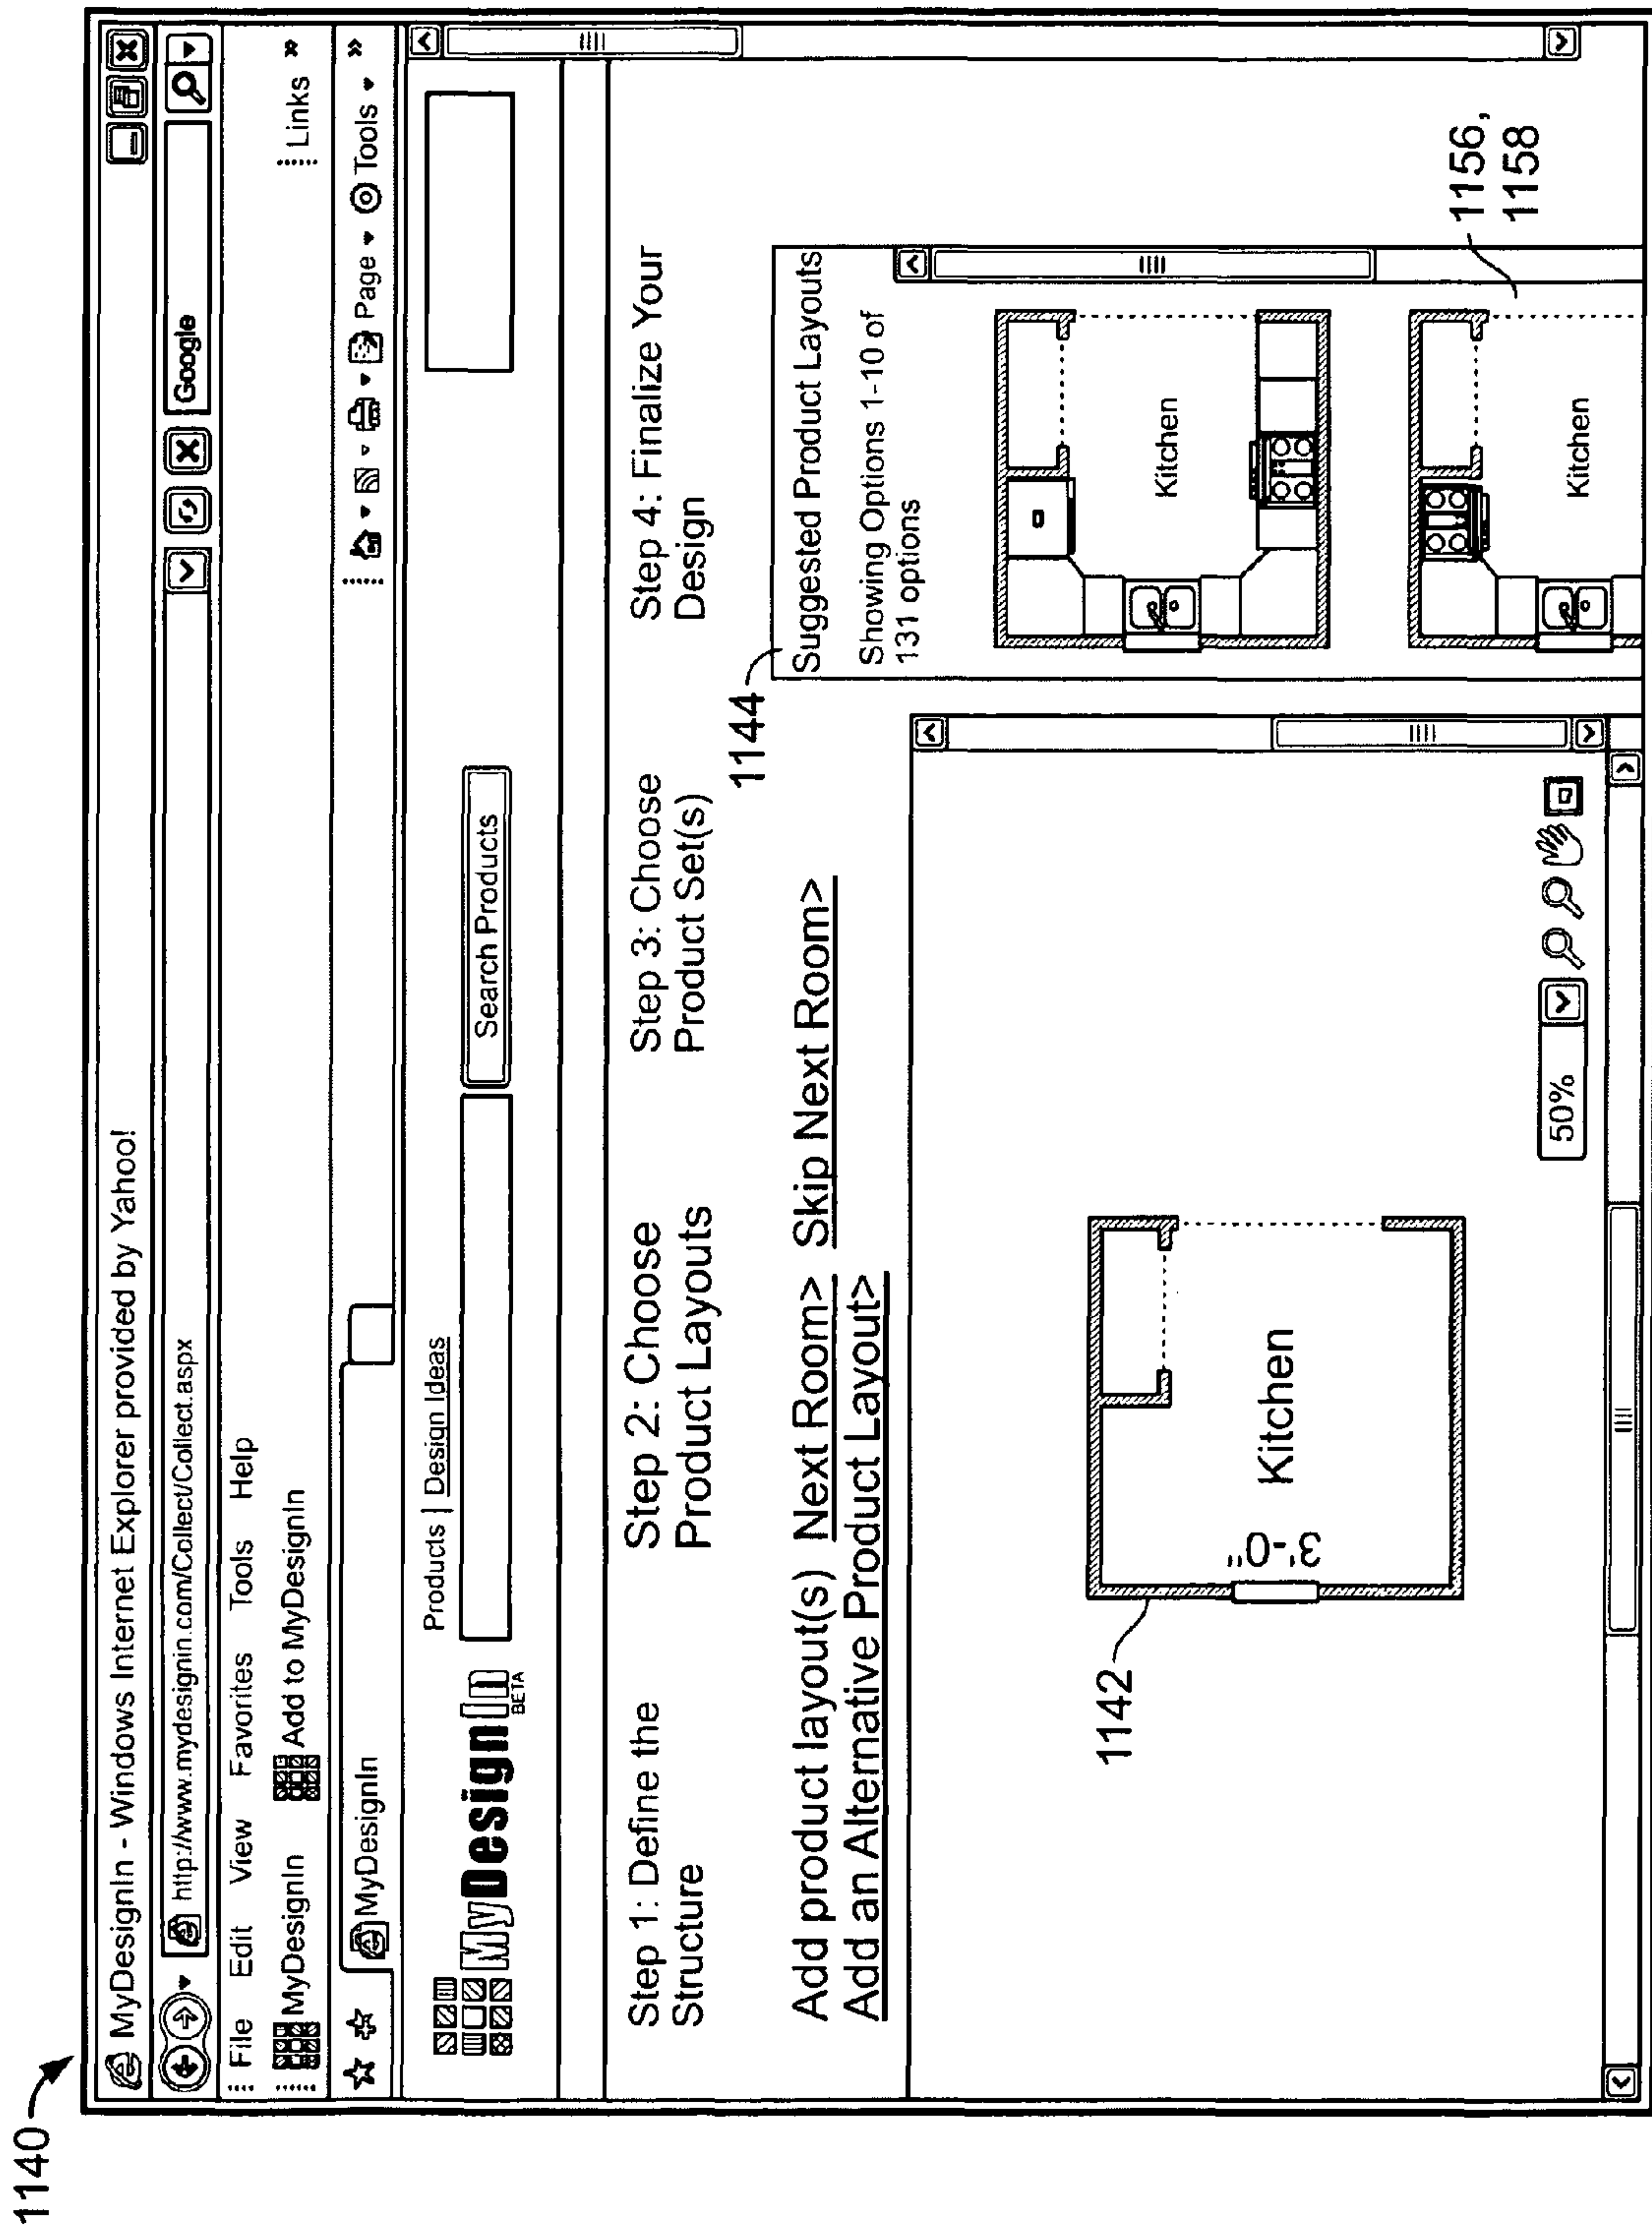 1140
MyDesignIn - Windows Internet Explorer provided by Yahoo!
http://www.mydesignin.com/Collect/Collect.aspx
Google
File Edit View Favorites Tools Help
MyDesignIn Add to MyDesignIn Links »
MyDesignIn Page Tools »
Products | Design Ideas
MyDesignIn
BETA
Search Products
Step 1: Define the
Structure
Step 2: Choose
Product Layouts
Step 3: Choose
Product Set(s)
Step 4: Finalize Your
Design
Add product layout(s) Next Room> Skip Next Room>
Add an Alternative Product Layout>
1144
Suggested Product Layouts
Showing Options 1-10 of
131 options
Kitchen
1156,
1158
Kitchen
1142
3'-0"
Kitchen
50%